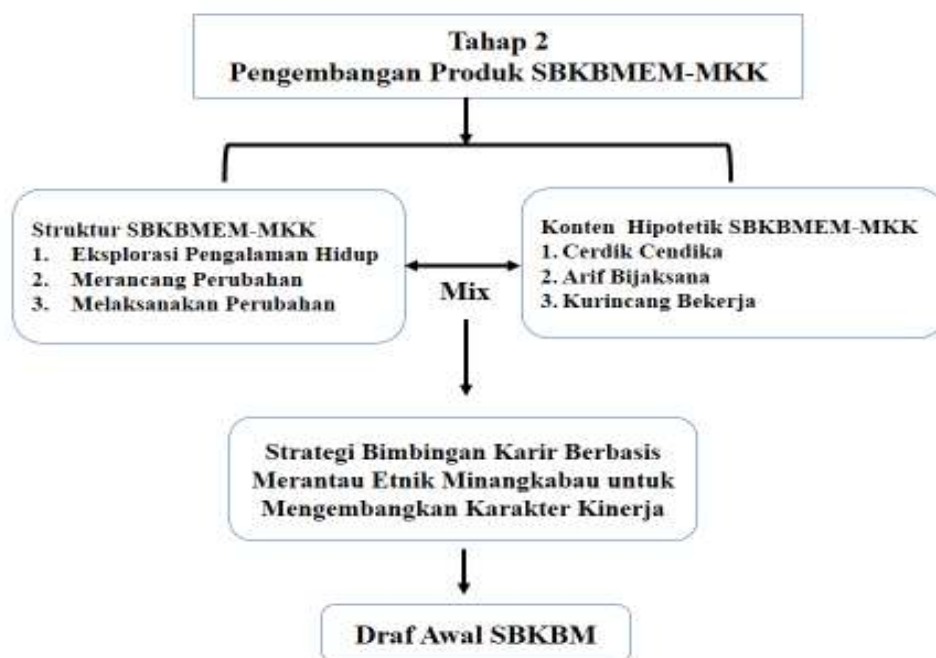 Tahap 2
Pengembangan Produk SBKBMEM-MKK
Struktur SBKBMEM-MKK
1. Eksplorasi Pengalaman Hidup
2. Merancang Perubahan
3. Melaksanakan Perubahan
Mix
Konten Hipotetik SBKBMEM-MKK
1. Cerdik Cendika
2. Arif Bijaksana
3. Kurincang Bekerja
Strategi Bimbingan Karir Berbasis
Merantau Etnik Minangkabau untuk
Mengembangkan Karakter Kinerja
Draf Awal SBKBM